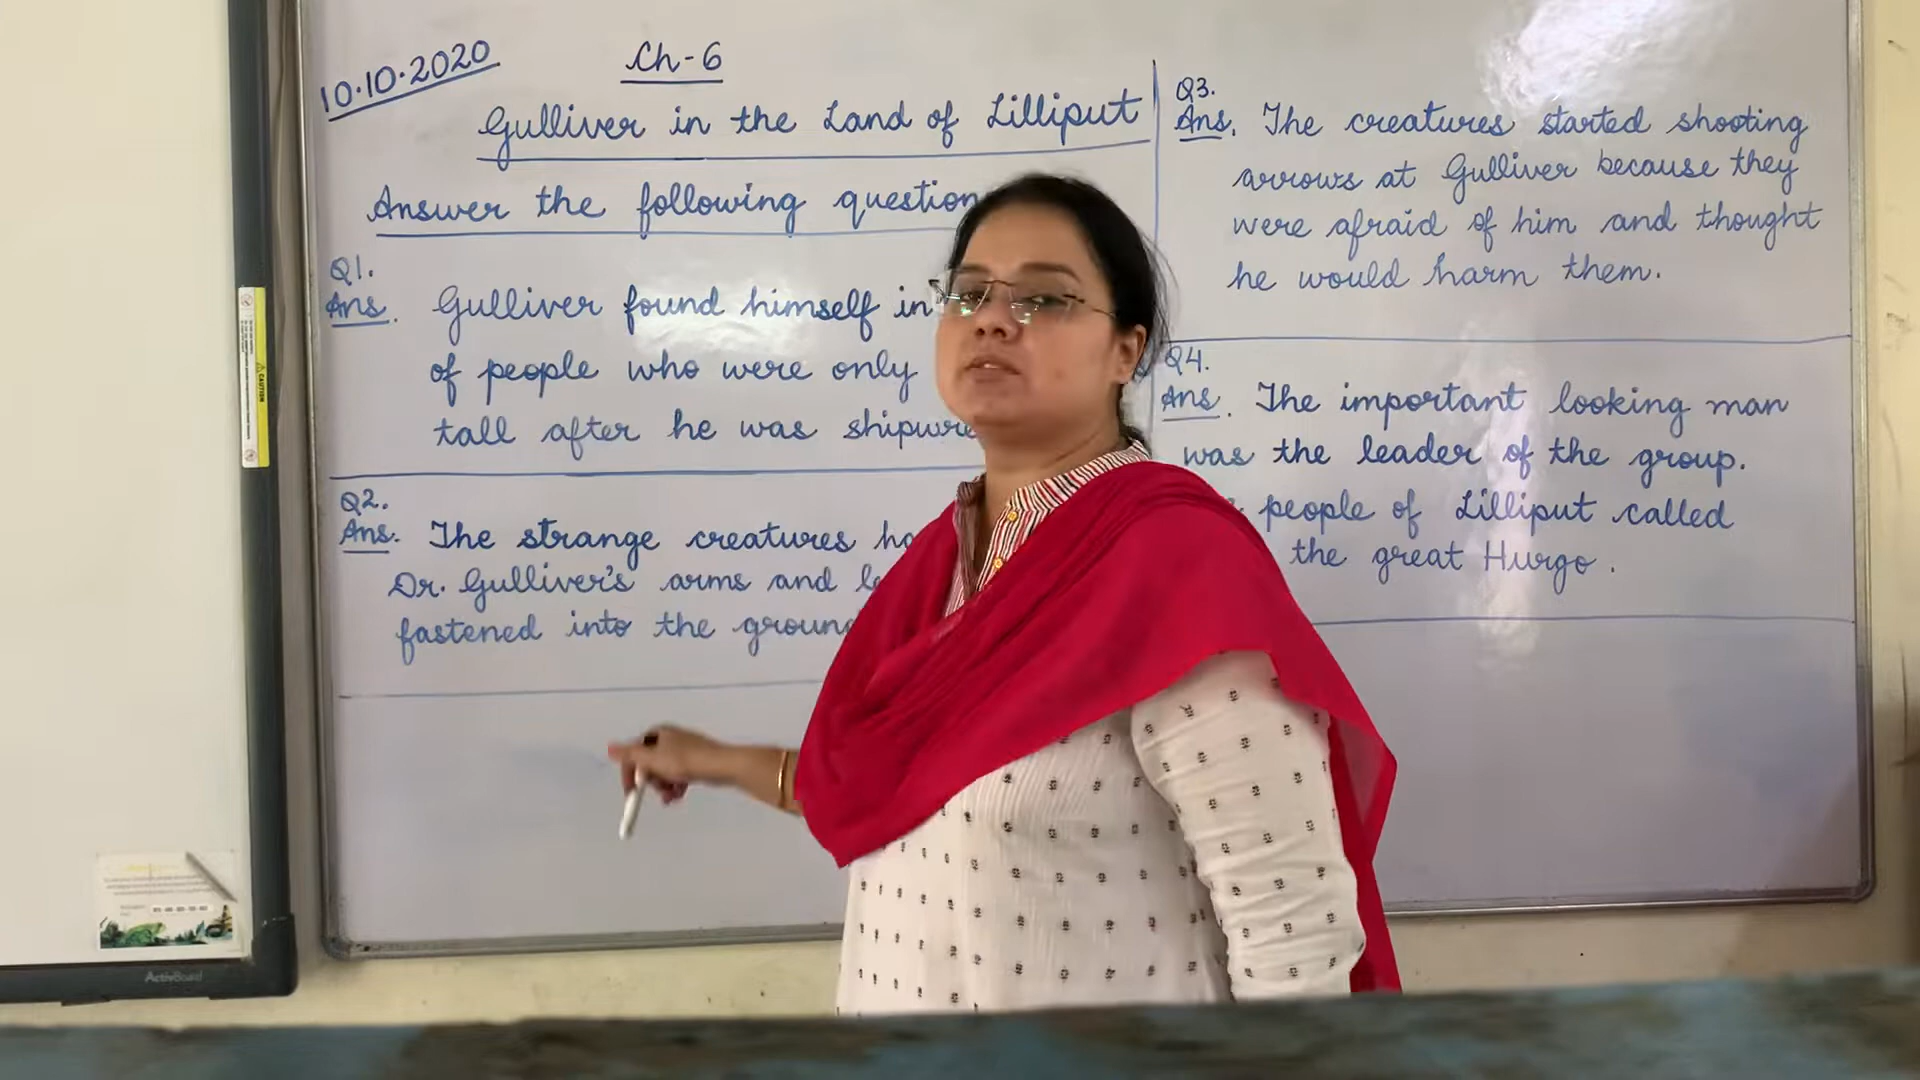 10.10.2020
Ch-6
Gulliver in the Land of Lilliput
Answer the following question
Q1.
Ans. Gulliver found himself in
of people who were only
tall after he was
Q2.
Ans. The strange creatures
Dr. Gulliver's arms and
fastened into the
Q3.
Ans. The creatures started shooting
arrows at Gulliver because they
were afraid of him and thought
he would harm them.
Q4.
Ans. The important looking man
was the leader of the group.
people of Lilliput called
the great Hurgo.
CAUTION
ActivBoard